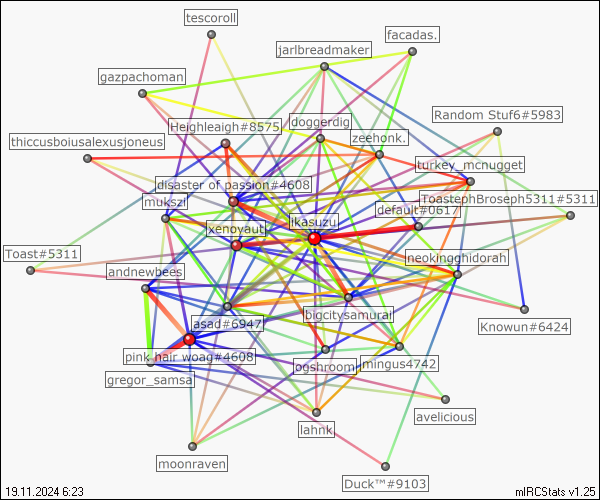 tescoroll
facadas.
jarlbreadmaker
gazpachoman
Random Stuf6#5983
doggerdig
Heighleaigh#8575
zeehonk.
thiccusboiusalexusjoneus
turkey_mcnugget
disaster of passion#4608
ToastephBroseph5311#5311
mukszi
default#0617
ikasuzu
xenovaut
Toast#5311
neokingghidorah
andnewbees
bigcitysamurai
asad#6947
Knowun#6424
pink hair woag#4608
ogshroom
mingus4742
gregor_samsa
avelicious
lahnk
moonraven
Duck™#9103
19.11.2024 6:23
mIRCStats v1.25